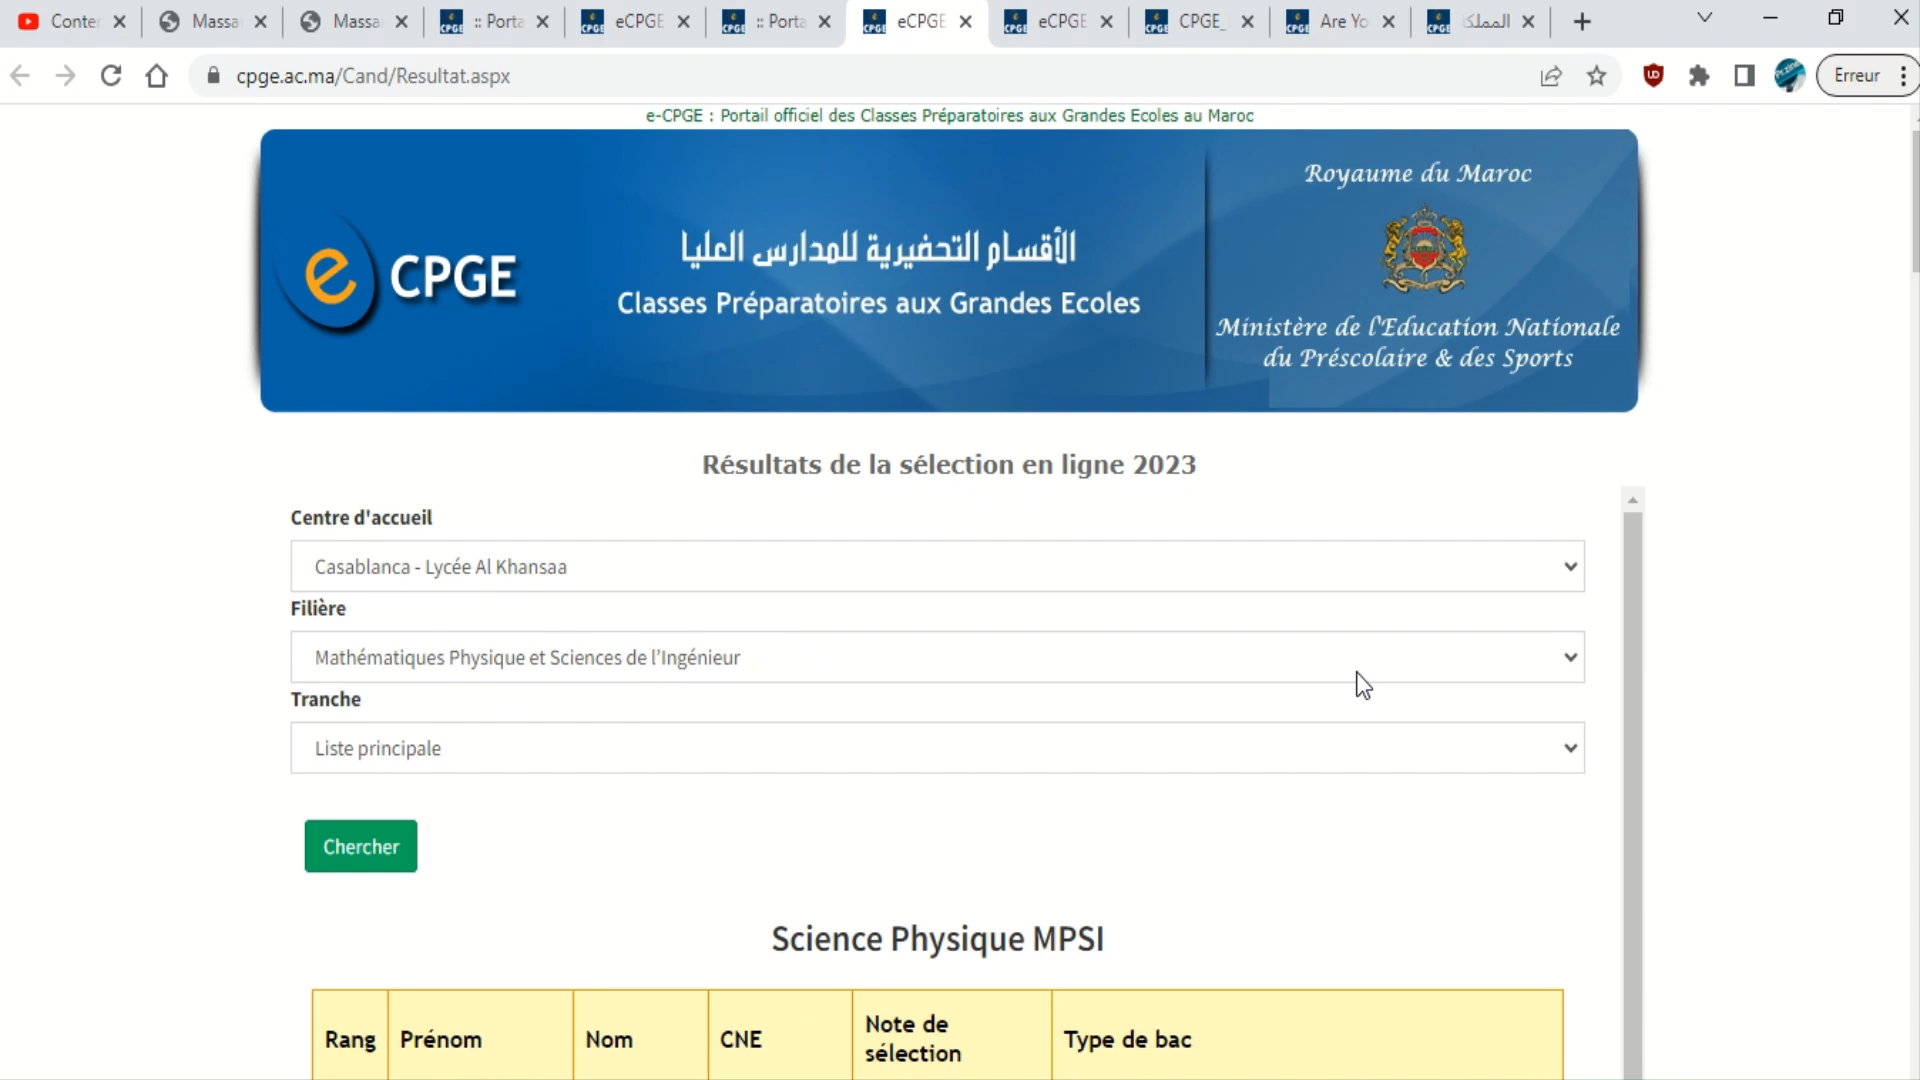 Conte
Massa
Massa
:: Porta
eCPGE
:: Porta
eCPGE
eCPGE
CPGE_
Are Yo
المملكة
cpge.ac.ma/Cand/Resultat.aspx
Erreur
e-CPGE : Portail officiel des Classes Préparatoires aux Grandes Ecoles au Maroc
e CPGE
الأقسام التحضيرية للمدارس العليا
Classes Préparatoires aux Grandes Ecoles
Royaume du Maroc
Ministère de l'Education Nationale
du Préscolaire & des Sports
Résultats de la sélection en ligne 2023
Centre d'accueil
Casablanca - Lycée Al Khansaa
Filière
Mathématiques Physique et Sciences de l’Ingénieur
Tranche
Liste principale
Chercher
Science Physique MPSI
Rang Prénom Nom CNE Note de sélection Type de bac